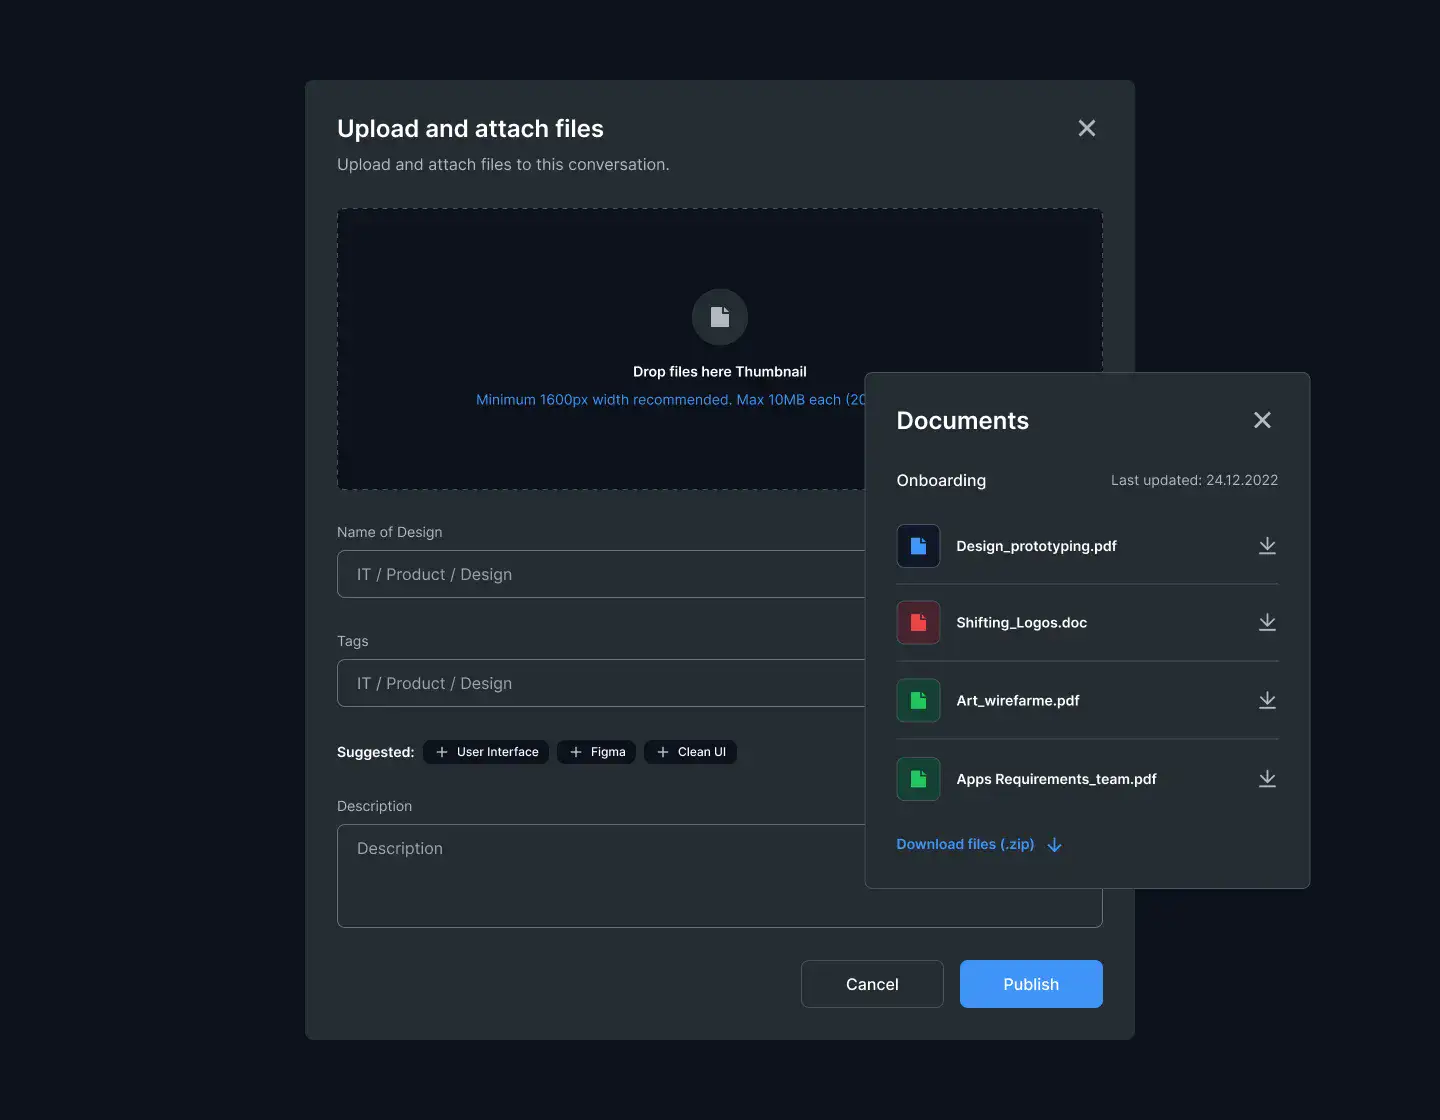 Upload and attach files
Upload and attach files to this conversation.
Drop files here Thumbnail
Minimum 1600px width recommended. Max 10MB each (20
Name of Design
IT / Product / Design
Tags
IT / Product / Design
Suggested: + User Interface + Figma + Clean UI
Description
Description
Cancel Publish
Documents
Onboarding Last updated: 24.12.2022
Design_prototyping.pdf
Shifting_Logos.doc
Art_wirefarme.pdf
Apps Requirements_team.pdf
Download files (.zip)